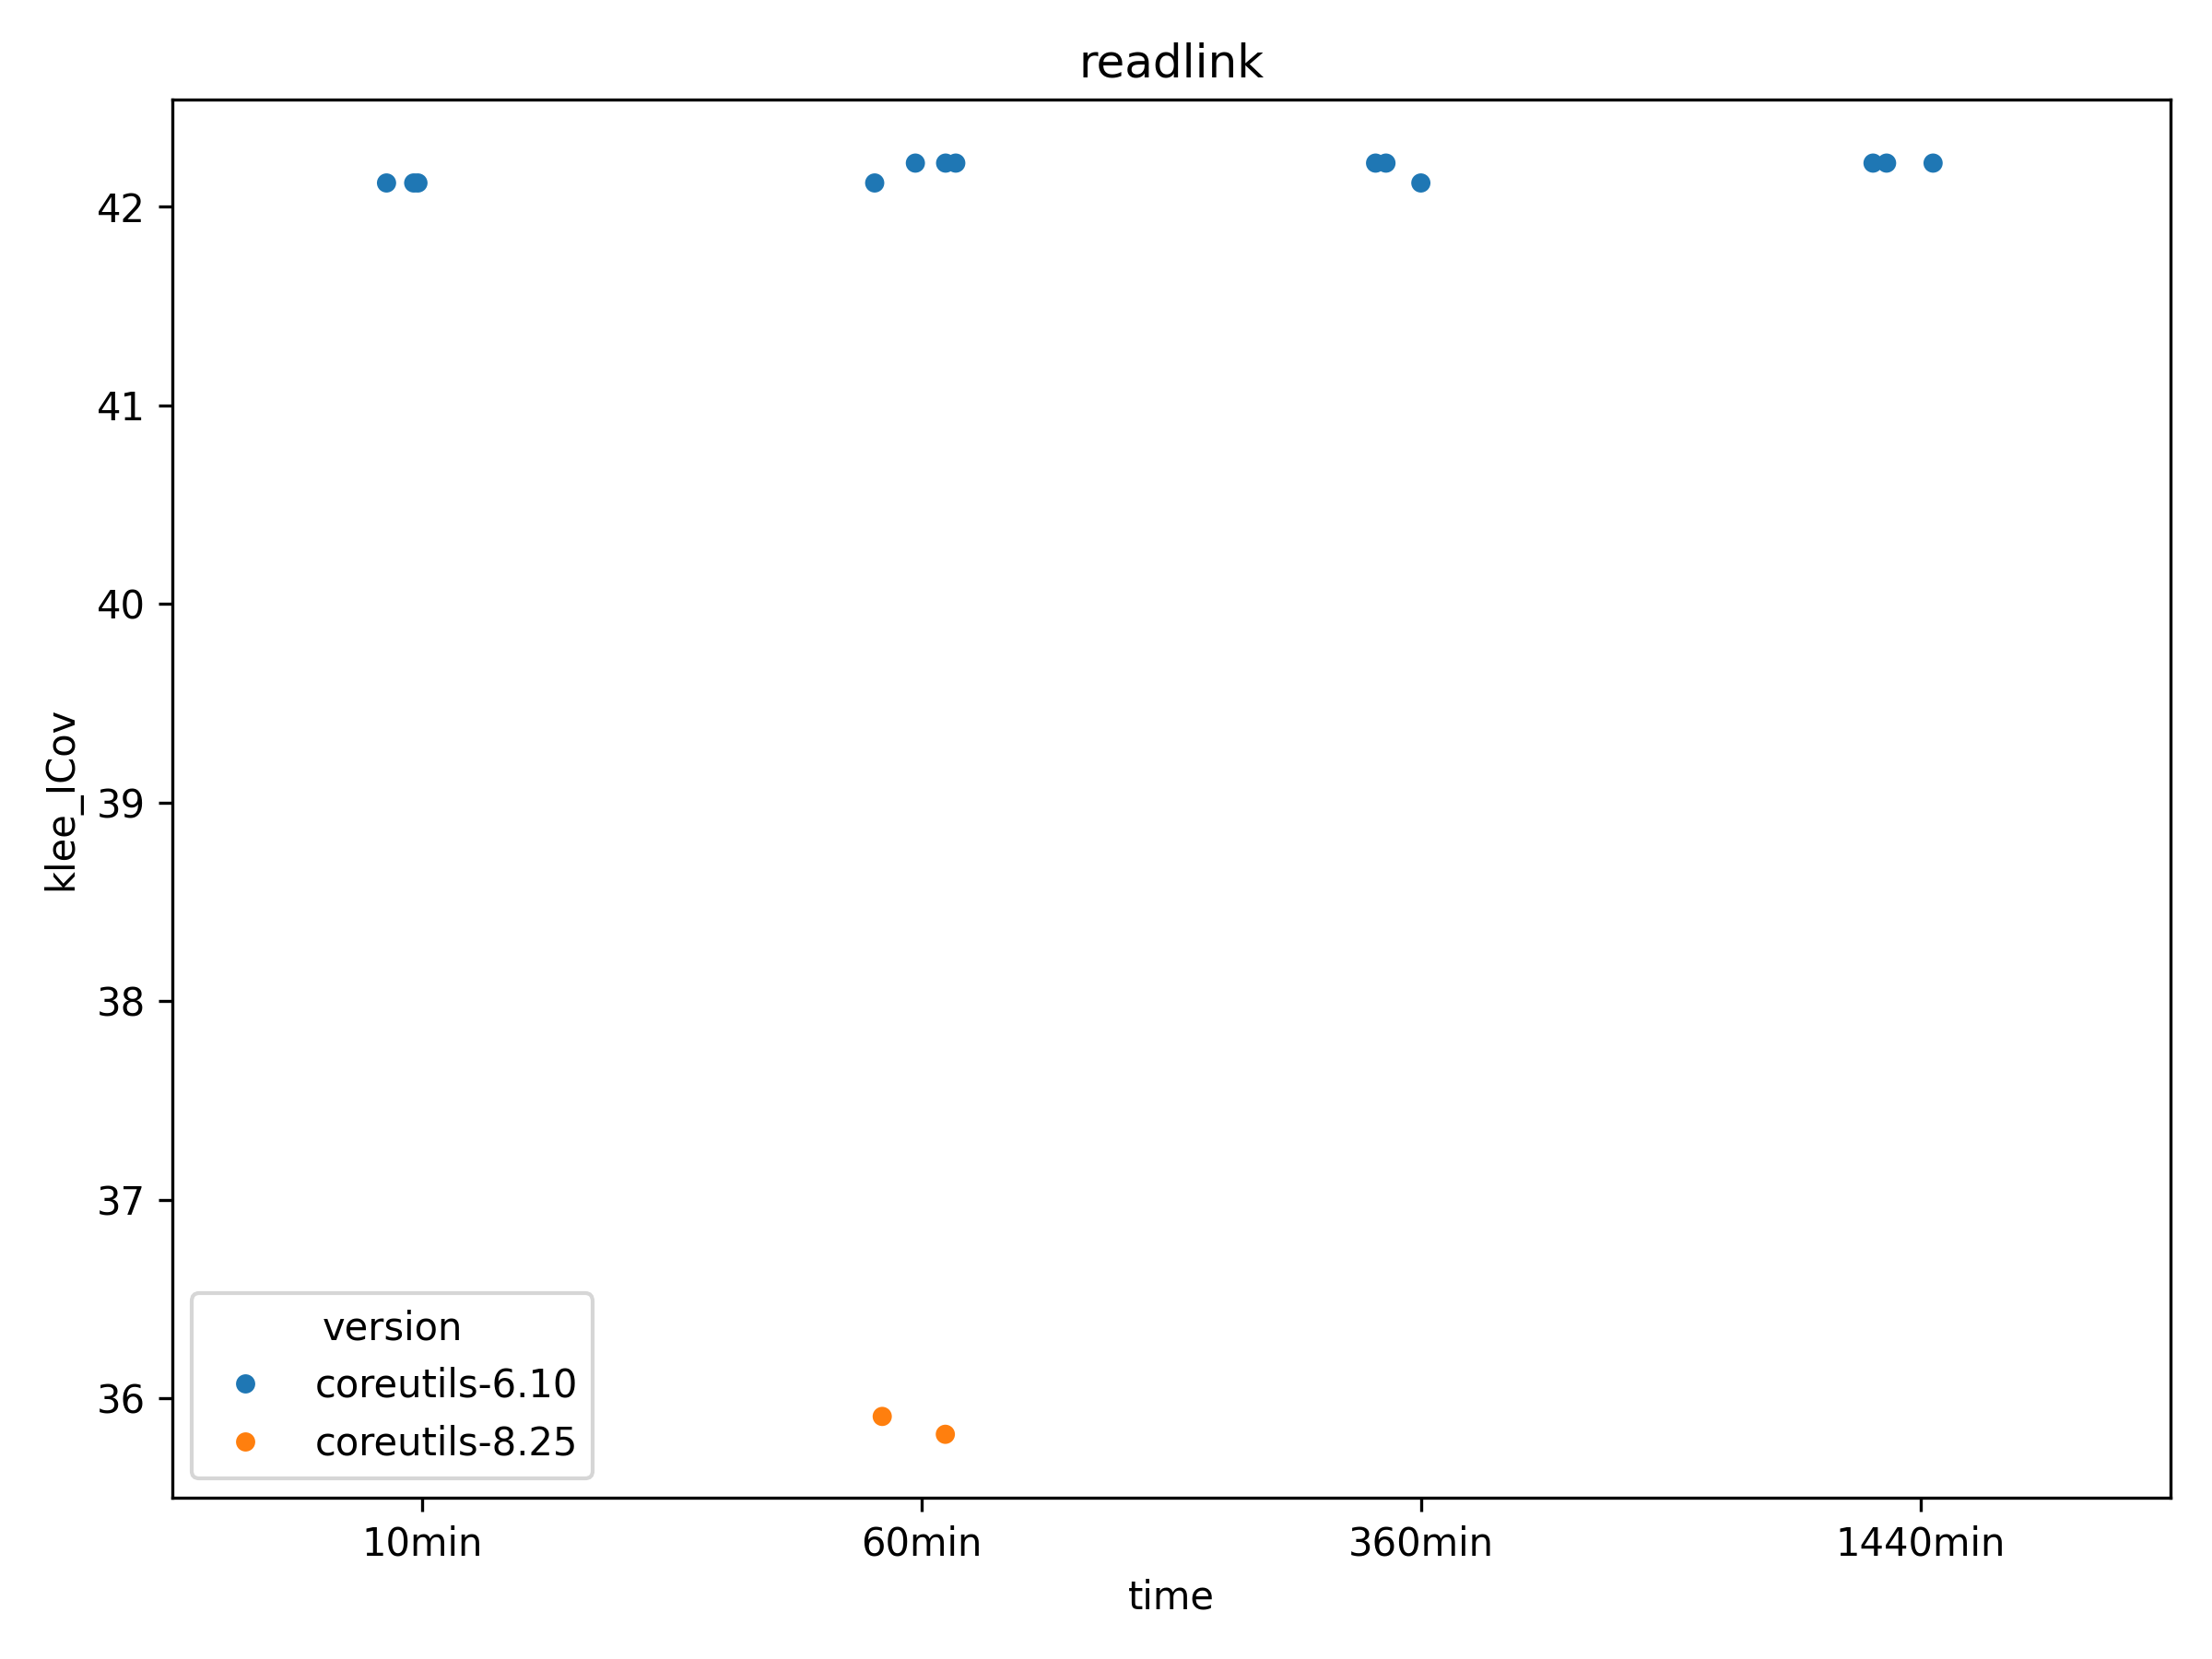 readlink
klee_ICov
42
41
40
39
38
37
36
version
coreutils-6.10
coreutils-8.25
10min
60min
360min
1440min
time